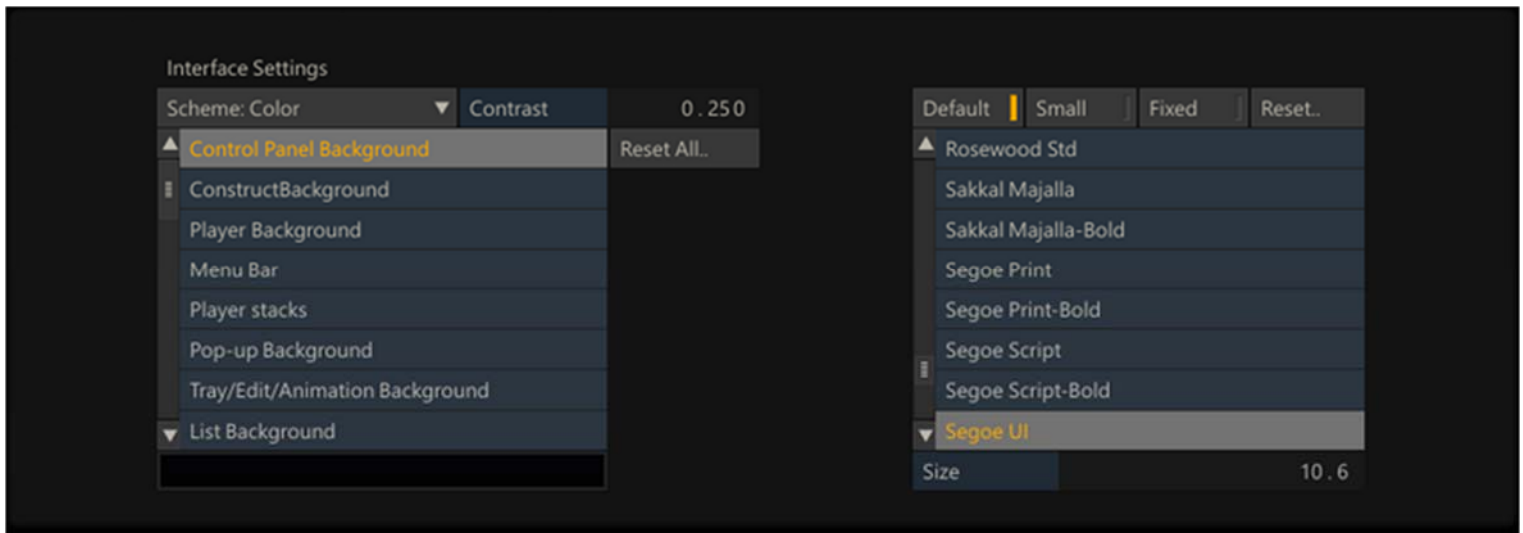 Interface Settings
Scheme: Color
Contrast
0.250
Control Panel Background
Reset All..
ConstructBackground
Player Background
Menu Bar
Player stacks
Pop-up Background
Tray/Edit/Animation Background
List Background
Default
Small
Fixed
Reset..
Rosewood Std
Sakkal Majalla
Sakkal Majalla-Bold
Segoe Print
Segoe Print-Bold
Segoe Script
Segoe Script-Bold
Segoe UI
Size
10.6